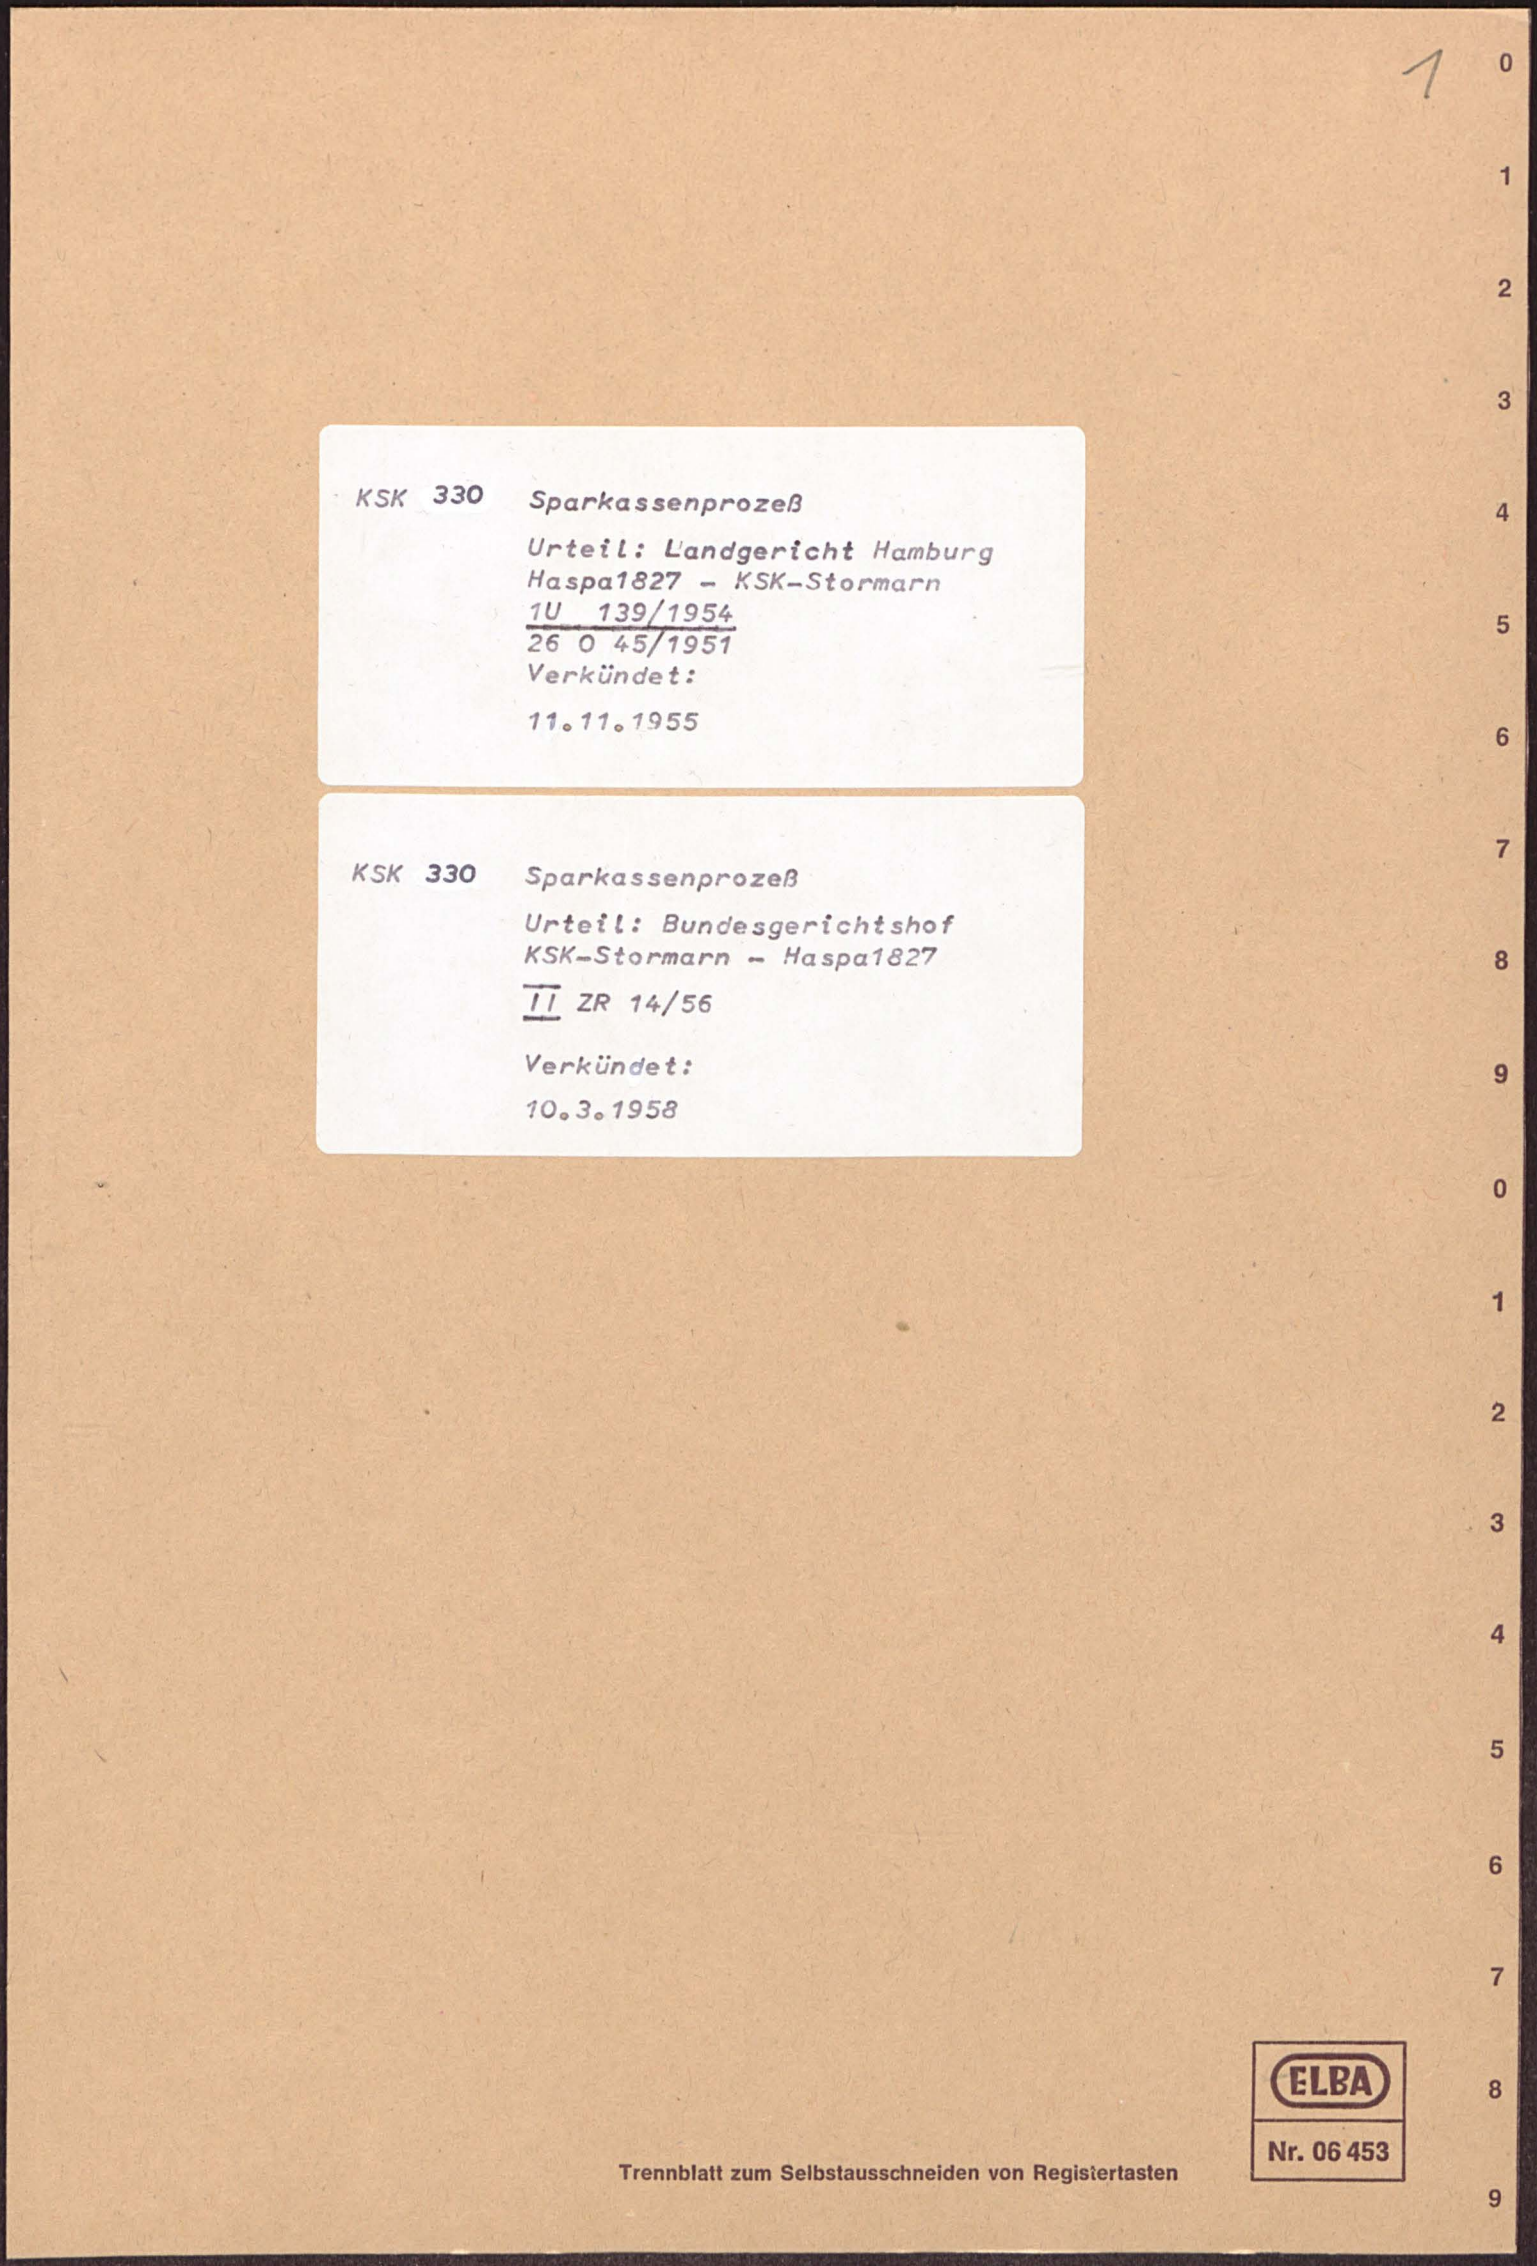 1
KSK 330 Sparkassenprozeß
Urteil: Landgericht Hamburg
Haspa1827 – KSK–Stormarn
1U 139/1954
26 O 45/1951
Verkündet:
11.11.1955
KSK 330 Sparkassenprozeß
Urteil: Bundesgerichtshof
KSK–Stormarn – Haspa1827
II ZR 14/56
Verkündet:
10.3.1958
0
1
2
3
4
5
6
7
8
9
0
1
2
3
4
5
6
7
8
9
ELBA
Nr. 06 453
Trennblatt zum Selbstausschneiden von Registertasten